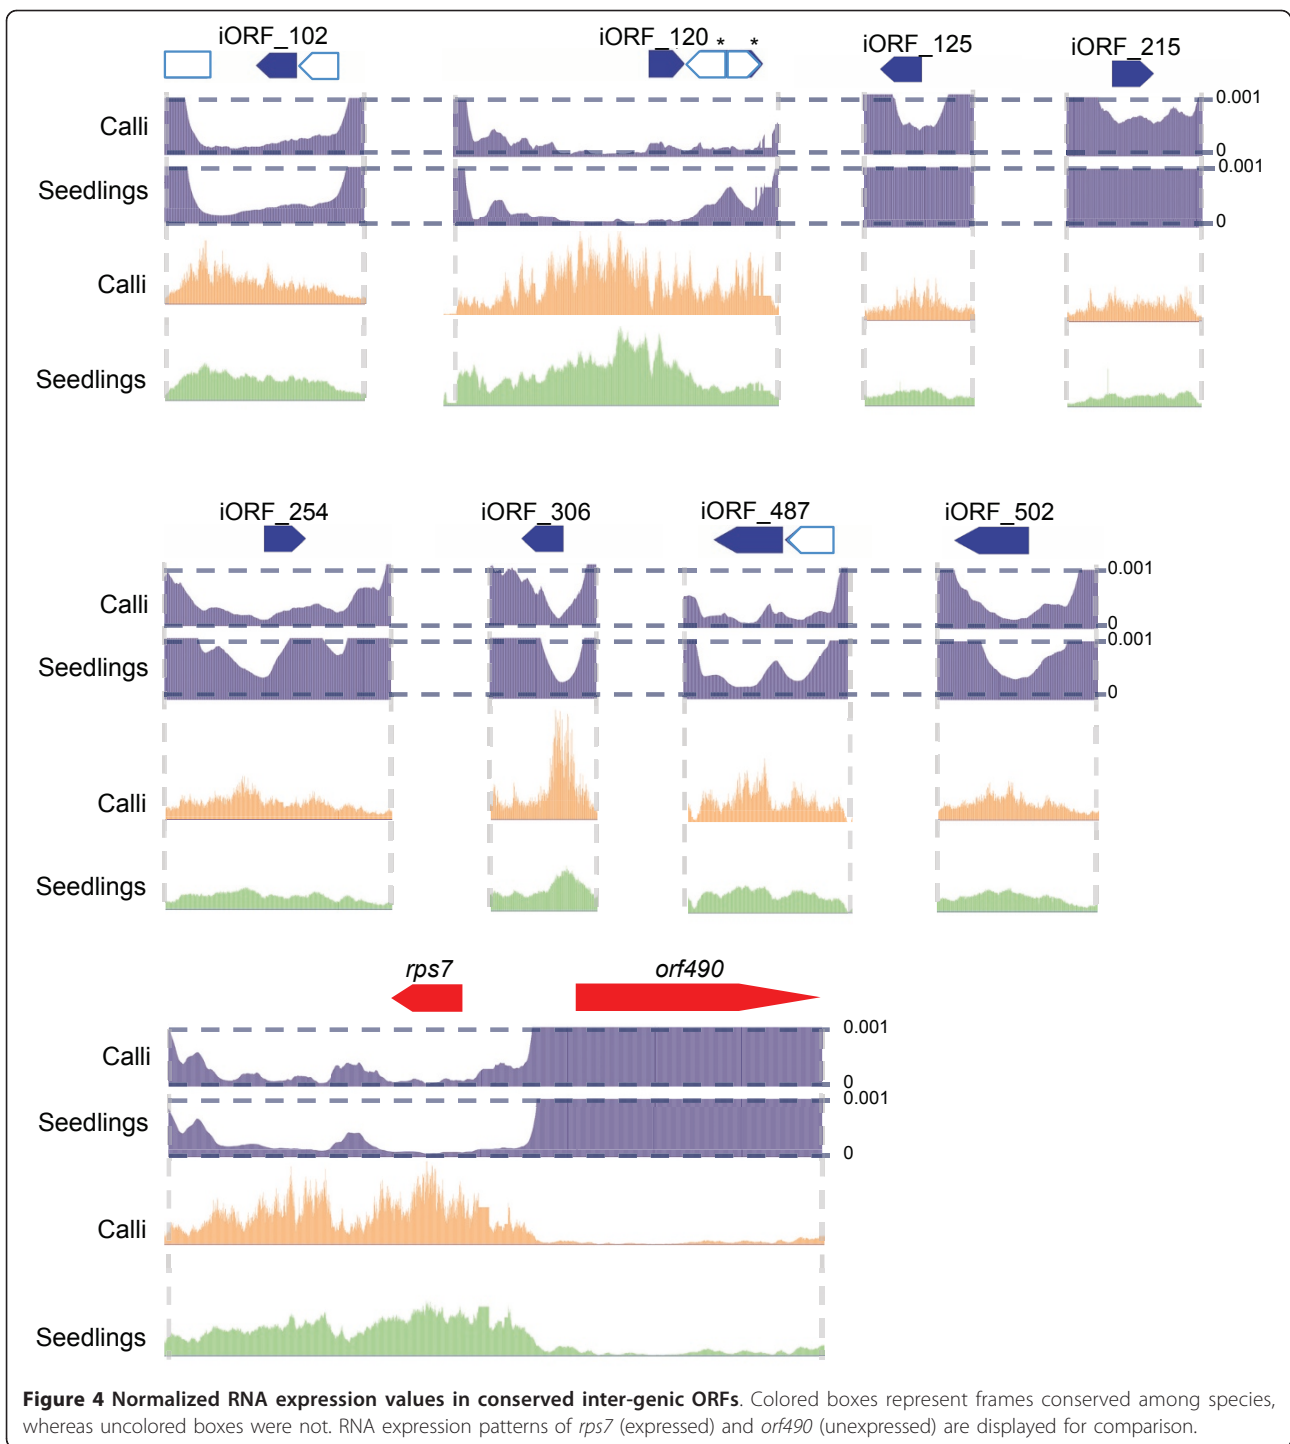 iORF_102 iORF_120 * * iORF_125 iORF_215
Calli 0.001
0
Seedlings 0.001
0
Calli
Seedlings
iORF_254 iORF_306 iORF_487 iORF_502
Calli 0.001
0
Seedlings 0.001
0
Calli
Seedlings
rps7 orf490
Calli 0.001
0
Seedlings 0.001
0
Calli
Seedlings
Figure 4 Normalized RNA expression values in conserved inter-genic ORFs. Colored boxes represent frames conserved among species,
whereas uncolored boxes were not. RNA expression patterns of rps7 (expressed) and orf490 (unexpressed) are displayed for comparison.